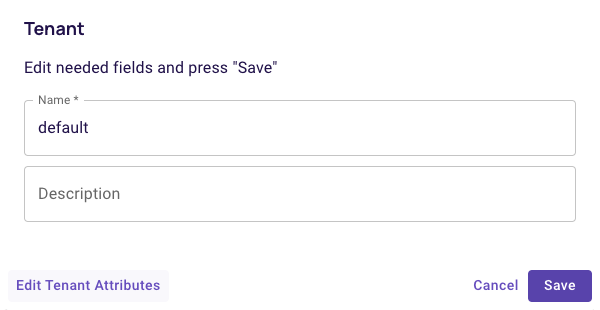 Tenant
Edit needed fields and press "Save"
Name *
default
Description
Edit Tenant Attributes
Cancel
Save